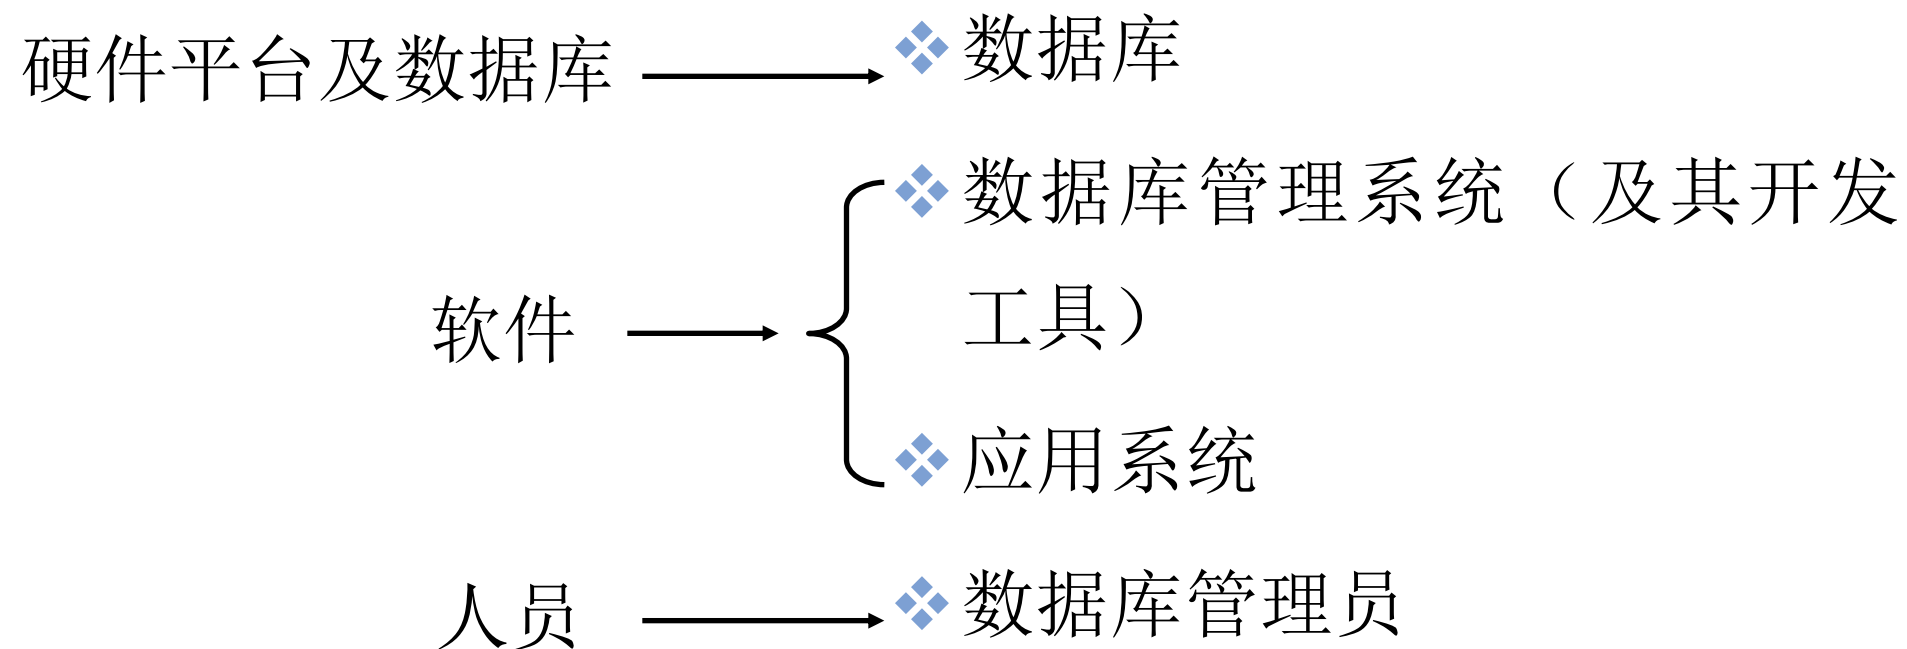 硬件平台及数据库
数据库
数据库管理系统（及其开发
工具）
软件
应用系统
人员
数据库管理员